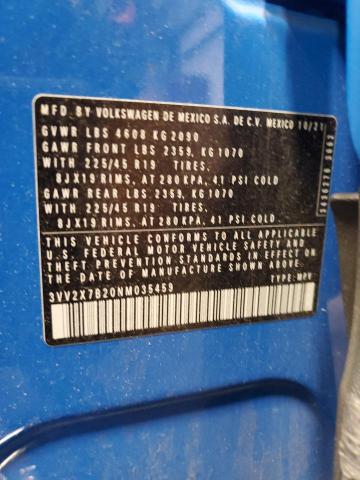 MFD. BY VOLKSWAGEN DE MEXICO S.A. DE C.V. MEXICO 10/21
GVWR LBS 4608 KG 2090
GAWR FRONT LBS 2359, KG 1070
WITH 225/45 R19 TIRES.
8JX19 RIMS, AT 280 KPA, 41 PSI COLD
GAWR REAR LBS 2359, KG 1070
WITH 225/45 R19 TIRES.
8JX19 RIMS, AT 280 KPA, 41 PSI COLD
THIS VEHICLE CONFORMS TO ALL APPLICABLE
U.S. FEDERAL MOTOR VEHICLE SAFETY AND
THEFT PREVENTION STANDARDS IN EFFECT ON
THE DATE OF MANUFACTURE SHOWN ABOVE.
3VV2X7B20NM035459 TYPE: MPV